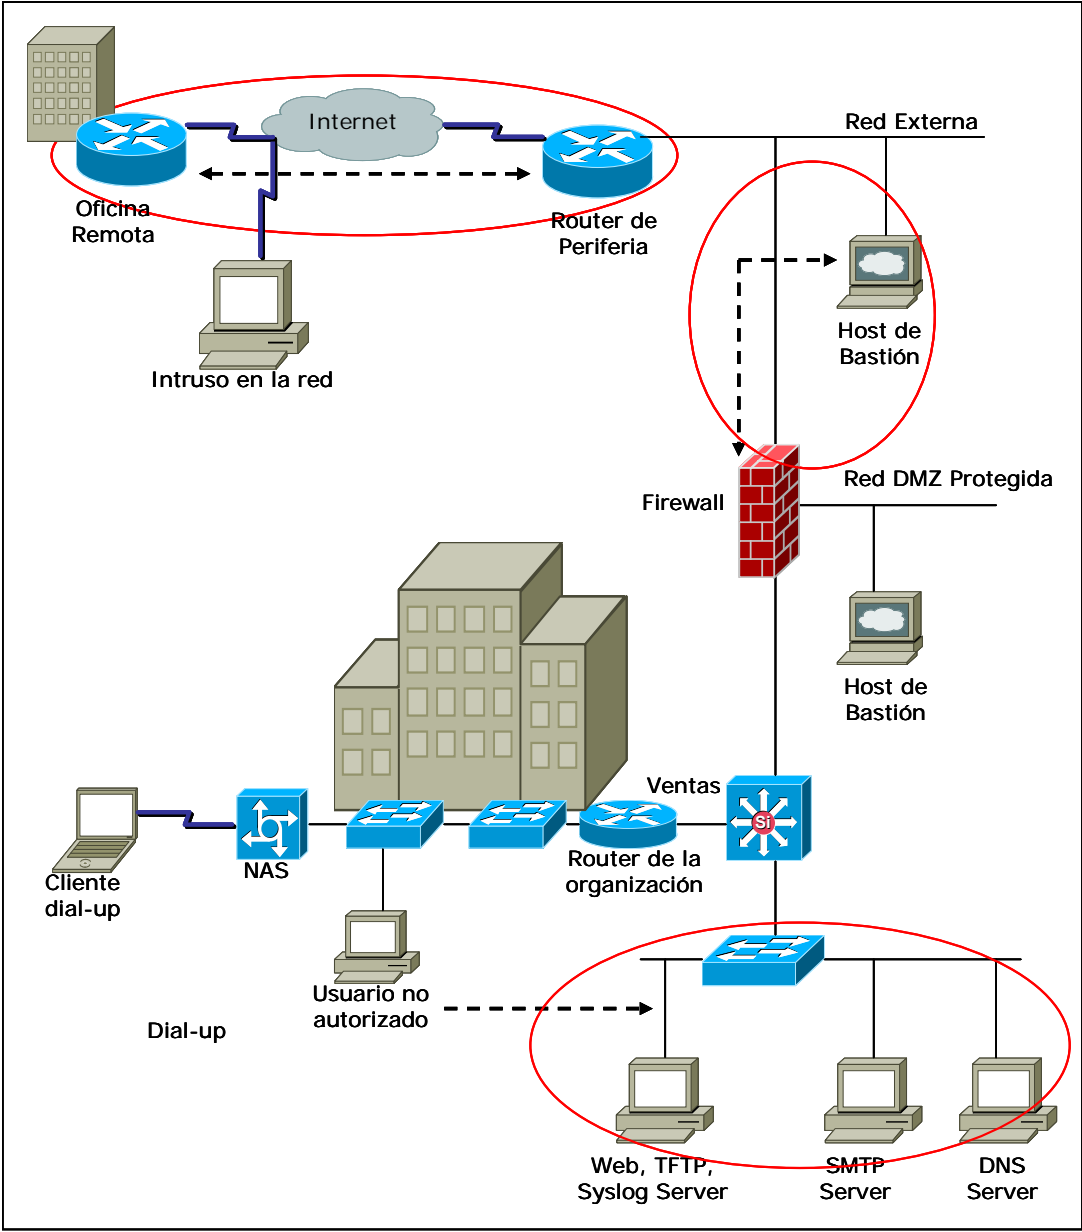 Internet
Red Externa
Oficina
Remota
Router de
Periferia
Host de
Bastión
Intruso en la red
Red DMZ Protegida
Firewall
Host de
Bastión
Ventas
Si
Router de la
organización
NAS
Cliente
dial-up
Usuario no
autorizado
Dial-up
Web, TFTP,
Syslog Server
SMTP
Server
DNS
Server